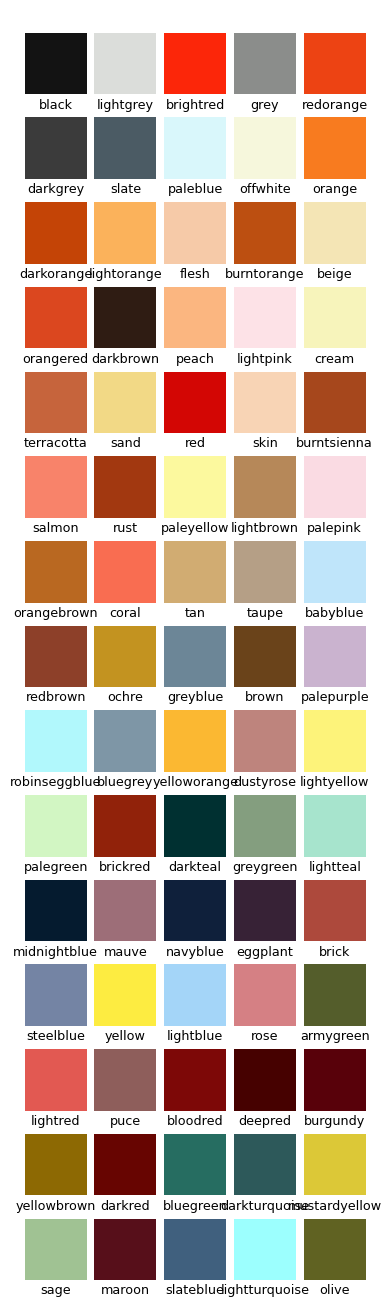 black lightgrey brightred grey redorange
darkgrey slate paleblue offwhite orange
darkorange lightorange flesh burntorange beige
orangered darkbrown peach lightpink cream
terracotta sand red skin burntsienna
salmon rust paleyellow lightbrown palepink
orangebrown coral tan taupe babyblue
redbrown ochre greyblue brown palepurple
robinseggblue bluegrey yelloworange dustyrose lightyellow
palegreen brickred darkteal greygreen lightteal
midnightblue mauve navyblue eggplant brick
steelblue yellow lightblue rose armygreen
lightred puce bloodred deepred burgundy
yellowbrown darkred bluegreen darkturquoise mustardyellow
sage maroon slateblue lightturquoise olive